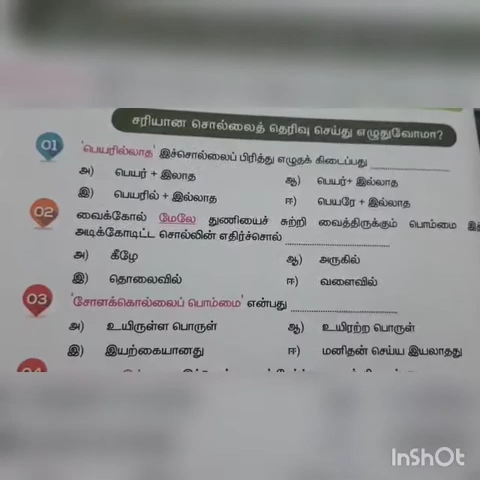 சரியான சொல்லைத் தெரிவு செய்து எழுதுவோமா?
01 'பெயரில்லாத' இச்சொல்லைப் பிரித்து எழுதக் கிடைப்பது
அ) பெயர் + இலாத ஆ) பெயர்+ இல்லாத
இ) பெயரில் + இல்லாத ஈ) பெயரே + இல்லாத
02 வைக்கோல் மேலே துணியைச் சுற்றி வைத்திருக்கும் பொம்மை
அடிக்கோடிட்ட சொல்லின் எதிர்ச்சொல்
அ) கீழே ஆ) அருகில்
இ) தொலைவில் ஈ) வளைவில்
03 'சோளக்கொல்லைப் பொம்மை' என்பது
அ) உயிருள்ள பொருள் ஆ) உயிரற்ற பொருள்
இ) இயற்கையானது ஈ) மனிதன் செய்ய இயலாதது
InShOt